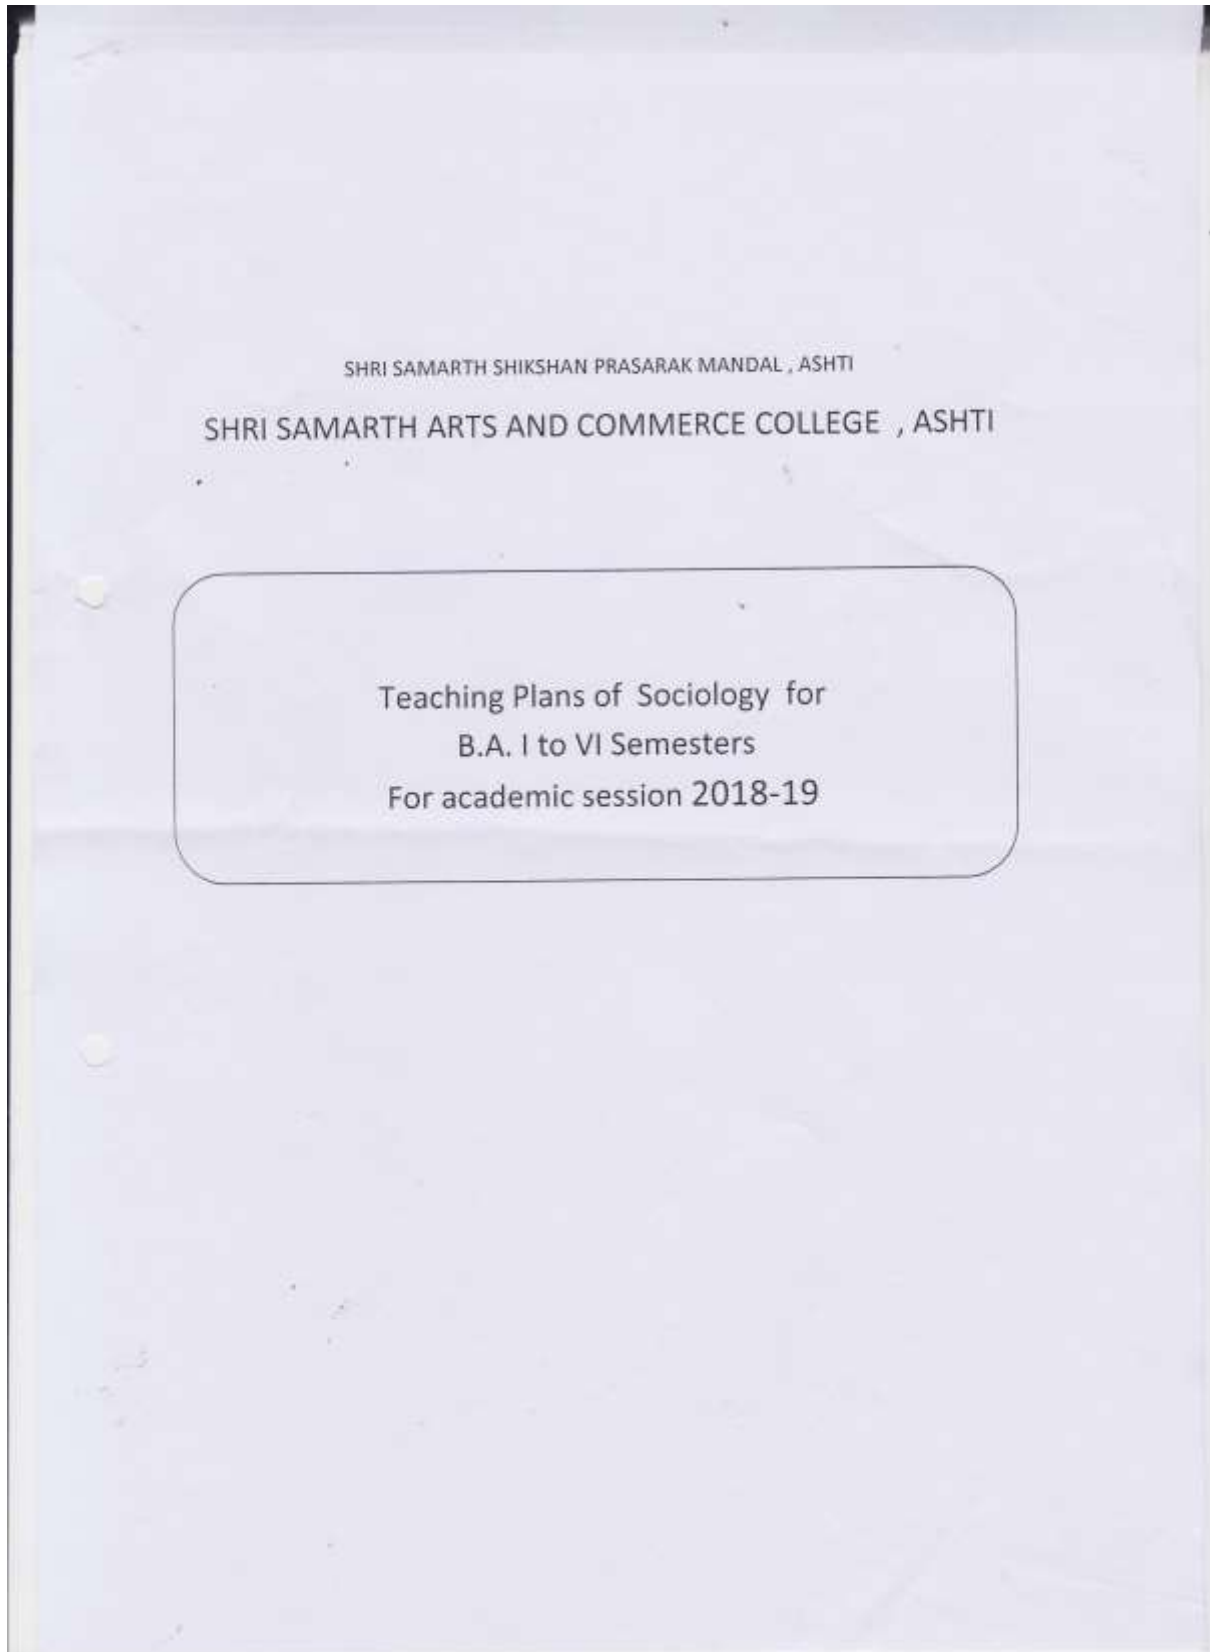 SHRI SAMARTH SHIKSHAN PRASARAK MANDAL , ASHTI
SHRI SAMARTH ARTS AND COMMERCE COLLEGE , ASHTI
Teaching Plans of Sociology for
B.A. I to VI Semesters
For academic session 2018-19